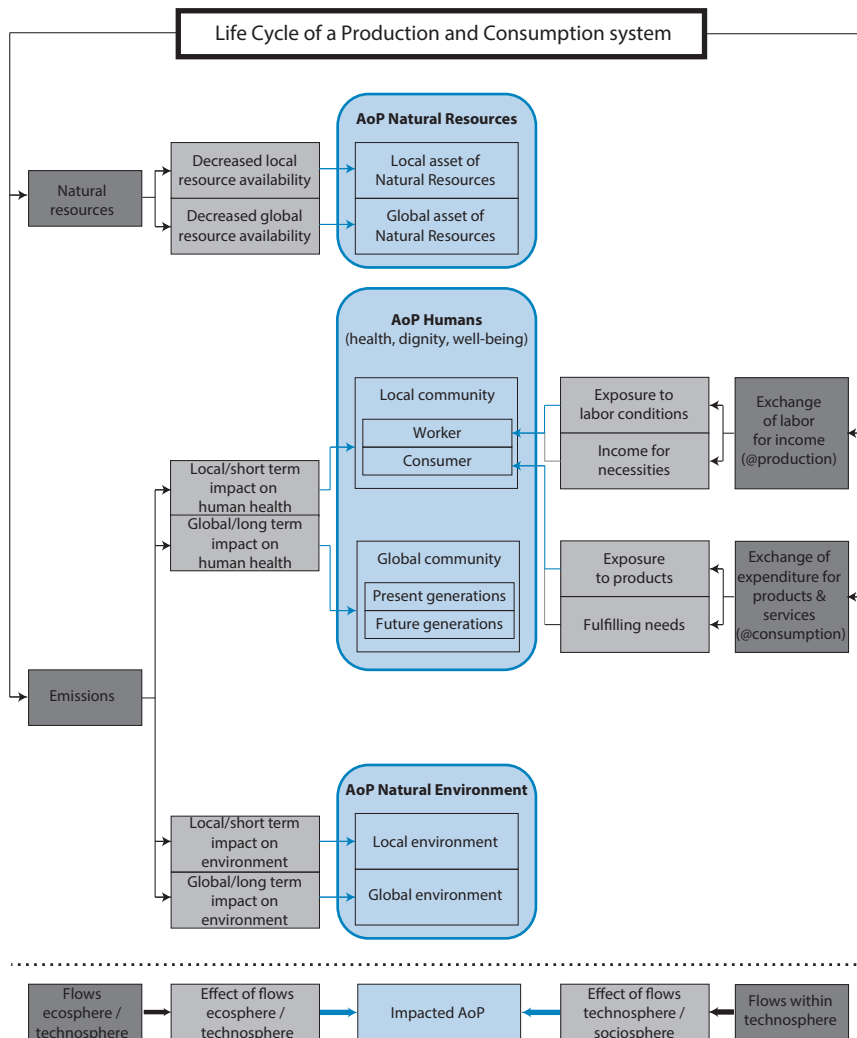 Life Cycle of a Production and Consumption system
AoP Natural Resources
Natural
resources
Decreased local
resource availability
Decreased global
resource availability
Local asset of
Natural Resources
Global asset of
Natural Resources
AoP Humans
(health, dignity, well-being)
Local community
Worker
Consumer
Exposure to
labor conditions
Income for
necessities
Exchange
of labor
for income
(@production)
Local/short term
impact on
human health
Global/long term
impact on
human health
Global community
Present generations
Future generations
Exposure
to products
Fulfilling needs
Exchange of
expenditure for
products &
services
(@consumption)
Emissions
AoP Natural Environment
Local/short term
impact on
environment
Global/long term
impact on
environment
Local environment
Global environment
Flows
ecosphere /
technosphere
Effect of flows
ecosphere /
technosphere
Impacted AoP
Effect of flows
technosphere /
sociosphere
Flows within
technosphere